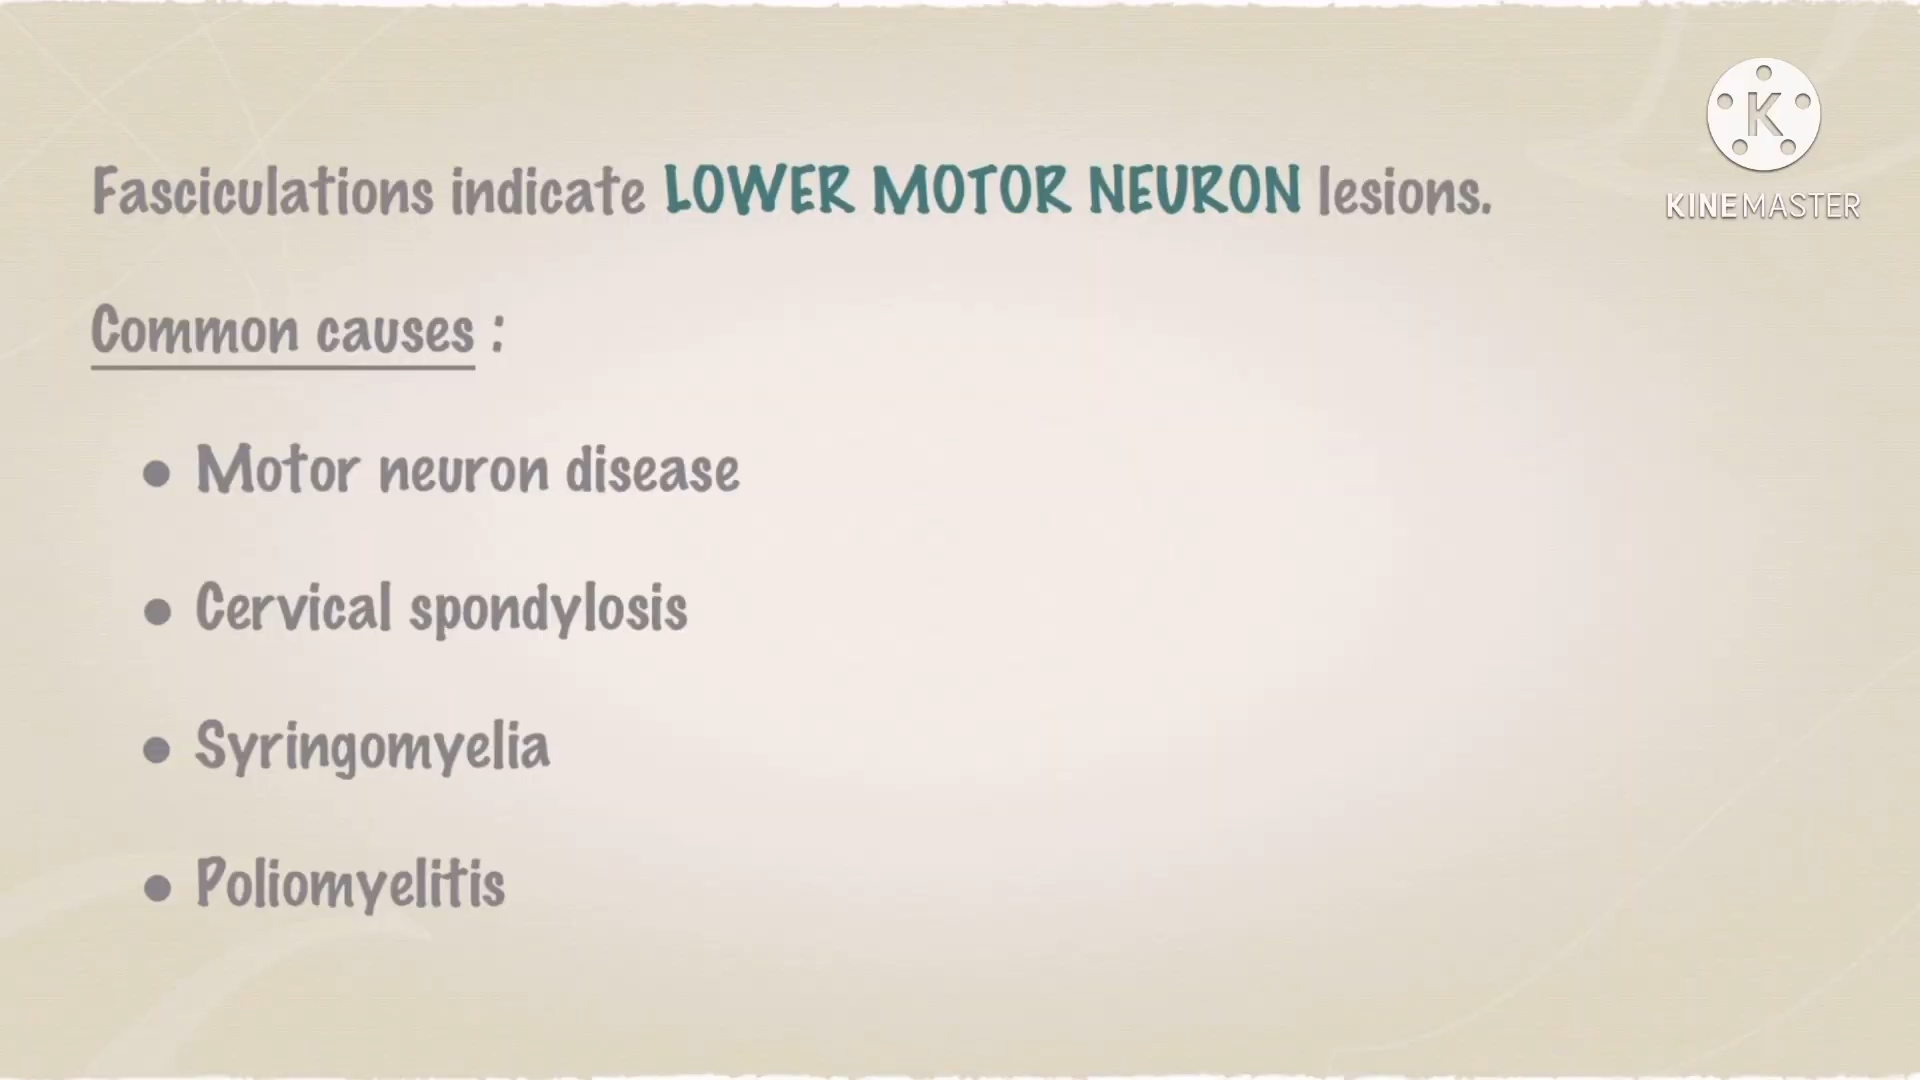 Fasciculations indicate LOWER MOTOR NEURON lesions.
Common causes :
• Motor neuron disease
• Cervical spondylosis
• Syringomyelia
• Poliomyelitis
K
KINEMASTER